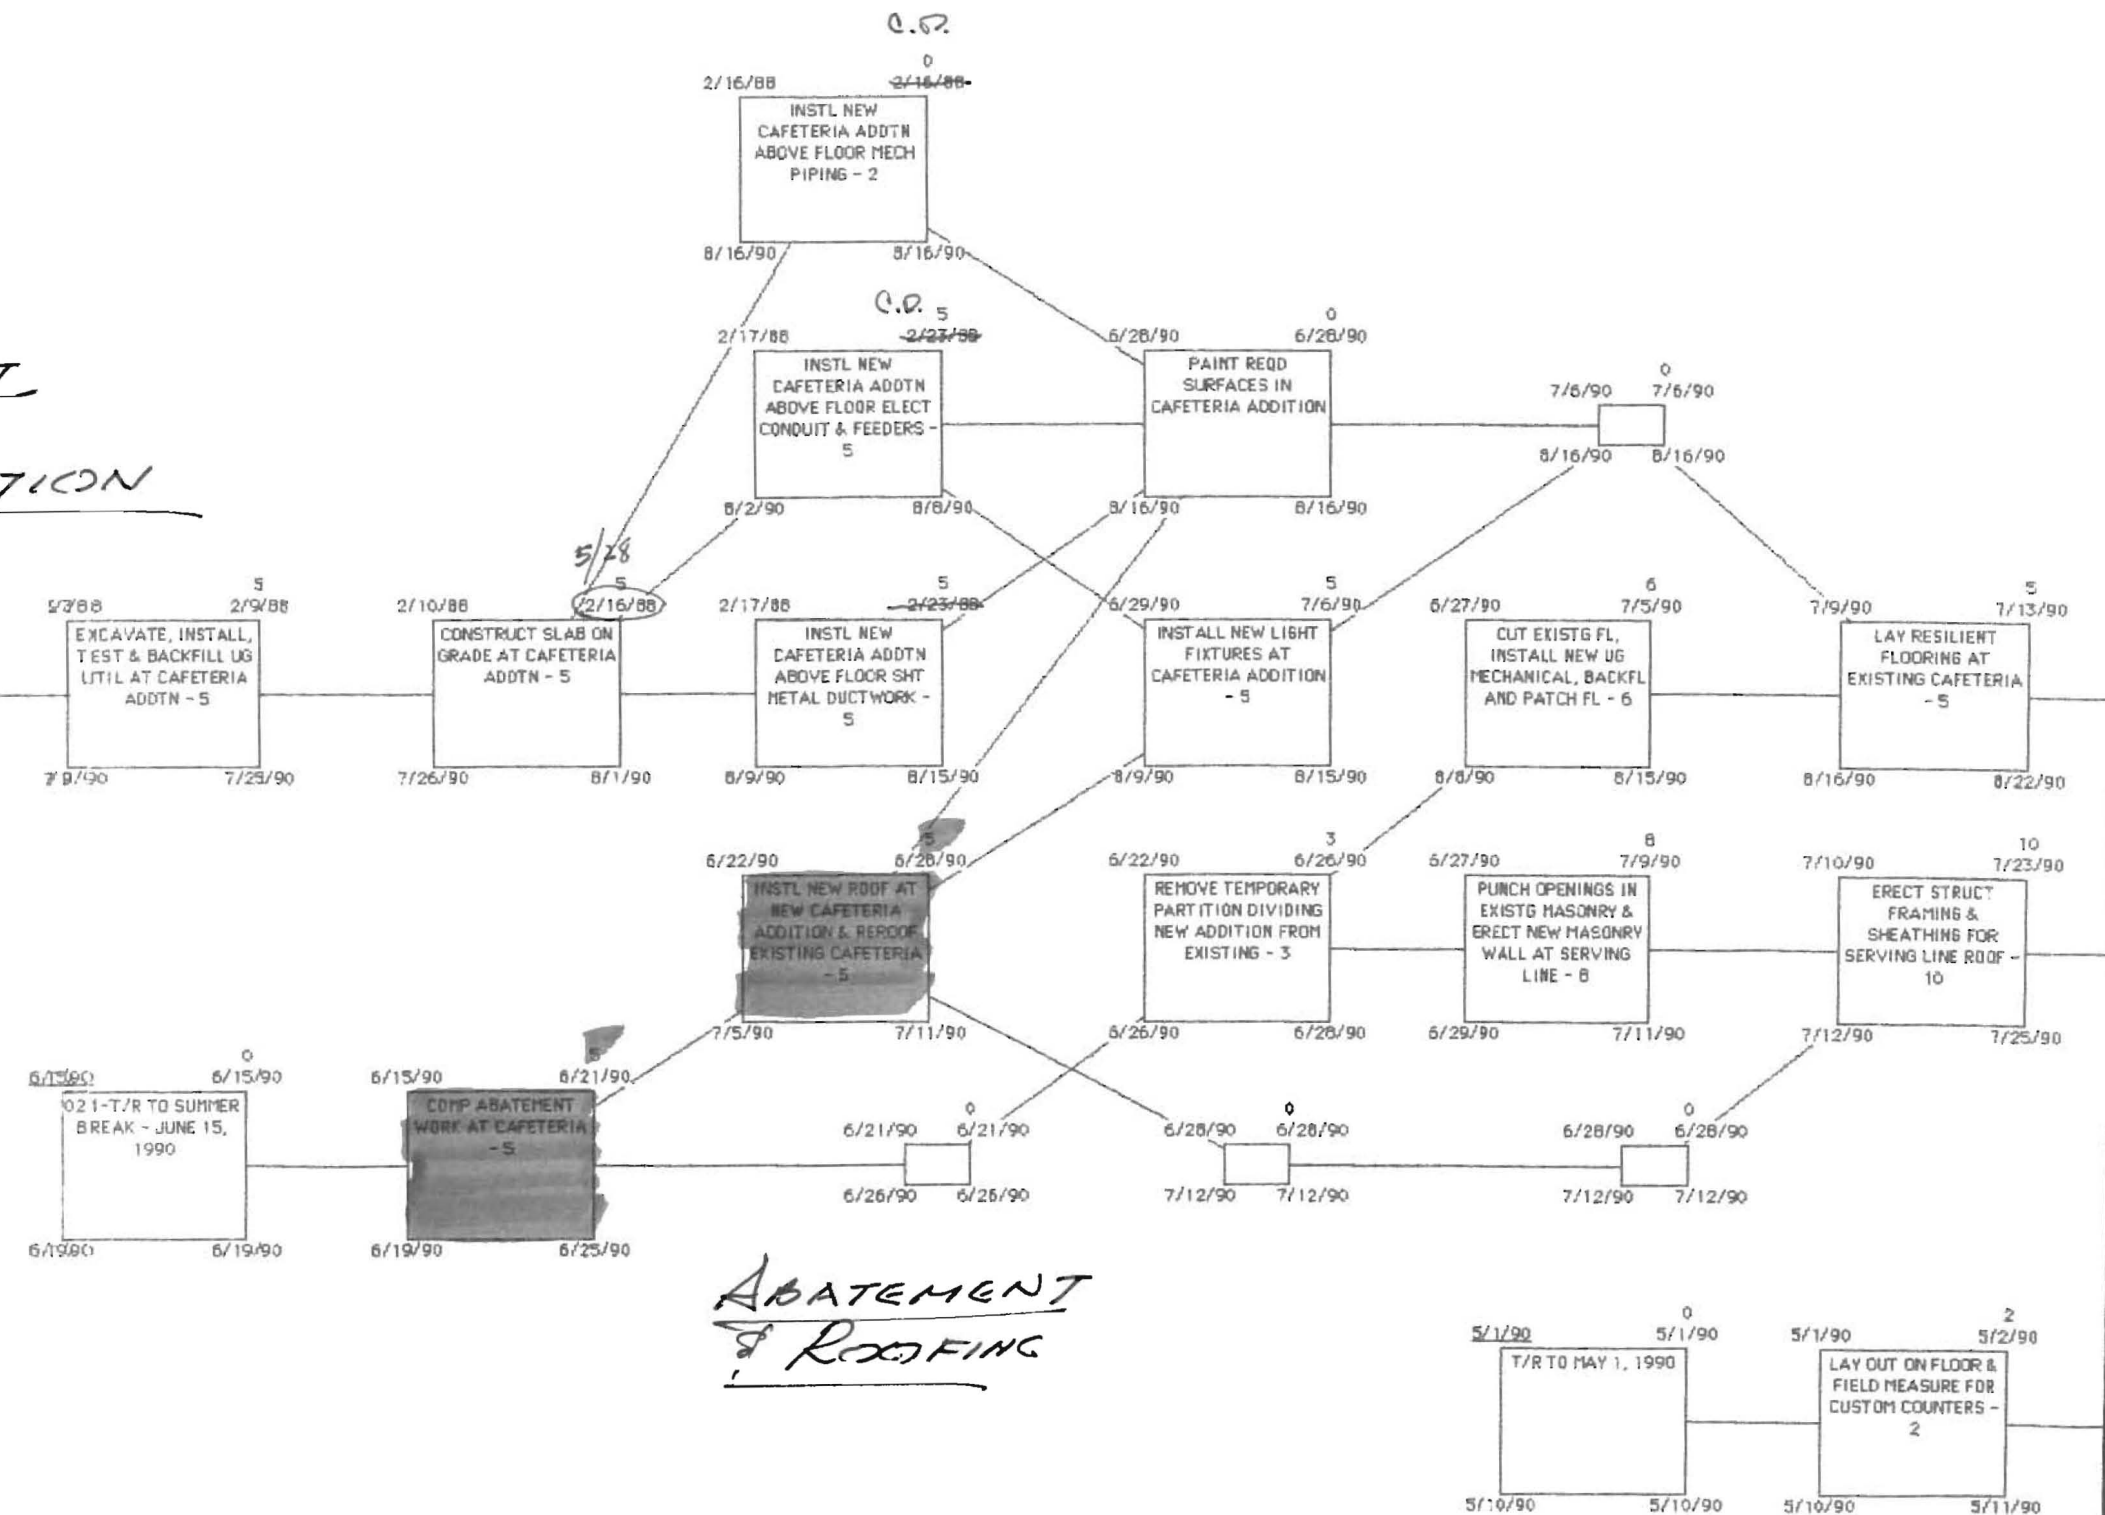 C.D.
0
2/16/88 2/16/88
INSTL NEW
CAFETERIA ADDTN
ABOVE FLOOR MECH
PIPING - 2
8/16/90 8/16/90
C.D. 5
2/17/88 2/23/88
INSTL NEW
CAFETERIA ADDTN
ABOVE FLOOR ELECT
CONDUIT & FEEDERS -
5
8/2/90 8/8/90
0
6/28/90 6/28/90
PAINT REQD
SURFACES IN
CAFETERIA ADDITION
8/16/90 8/16/90
0
7/6/90 7/6/90
8/16/90 8/16/90
TION
5
2/9/88
EXCAVATE, INSTALL,
TEST & BACKFILL UG
UTIL AT CAFETERIA
ADDTN - 5
7/9/90 7/25/90
5/28
5
2/10/88 2/16/88
CONSTRUCT SLAB ON
GRADE AT CAFETERIA
ADDTN - 5
7/26/90 8/1/90
5
2/17/88 2/23/88
INSTL NEW
CAFETERIA ADDTN
ABOVE FLOOR SHT
METAL DUCTWORK -
5
8/9/90 8/15/90
5
6/29/90 7/6/90
INSTALL NEW LIGHT
FIXTURES AT
CAFETERIA ADDITION
- 5
8/9/90 8/15/90
6
6/27/90 7/5/90
CUT EXISTG FL,
INSTALL NEW UG
MECHANICAL, BACKFL
AND PATCH FL - 6
8/8/90 8/15/90
5
7/9/90 7/13/90
LAY RESILIENT
FLOORING AT
EXISTING CAFETERIA
- 5
8/16/90 8/22/90
5
6/22/90 6/28/90
INSTL NEW ROOF AT
NEW CAFETERIA
ADDITION & REROOF
EXISTING CAFETERIA
- 5
7/5/90 7/11/90
3
6/22/90 6/26/90
REMOVE TEMPORARY
PARTITION DIVIDING
NEW ADDITION FROM
EXISTING - 3
6/26/90 6/28/90
8
6/27/90 7/9/90
PUNCH OPENINGS IN
EXISTG MASONRY &
ERECT NEW MASONRY
WALL AT SERVING
LINE - 8
6/29/90 7/11/90
10
7/10/90 7/23/90
ERECT STRUCT
FRAMING &
SHEATHING FOR
SERVING LINE ROOF -
10
7/12/90 7/25/90
0
6/15/90 6/15/90
021-T/R TO SUMMER
BREAK - JUNE 15,
1990
6/19/90 6/19/90
5
6/15/90 6/21/90
COMP ABATEMENT
WORK AT CAFETERIA
- 5
6/19/90 6/25/90
0
6/21/90 6/21/90
6/26/90 6/26/90
0
6/28/90 6/28/90
7/12/90 7/12/90
0
6/28/90 6/28/90
7/12/90 7/12/90
ABATEMENT
& ROOFING
0
5/1/90 5/1/90
T/R TO MAY 1, 1990
5/10/90 5/10/90
2
5/1/90 5/2/90
LAY OUT ON FLOOR &
FIELD MEASURE FOR
CUSTOM COUNTERS -
2
5/10/90 5/11/90